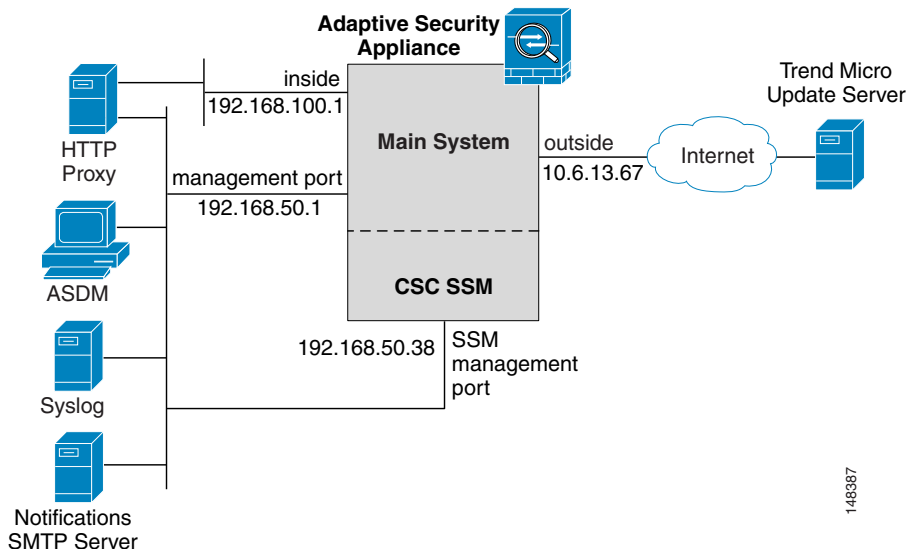 Adaptive Security
Appliance
inside
192.168.100.1
HTTP
Proxy
Main System
outside
10.6.13.67
Internet
Trend Micro
Update Server
management port
192.168.50.1
ASDM
CSC SSM
192.168.50.38
SSM
management
port
Syslog
Notifications
SMTP Server
148387